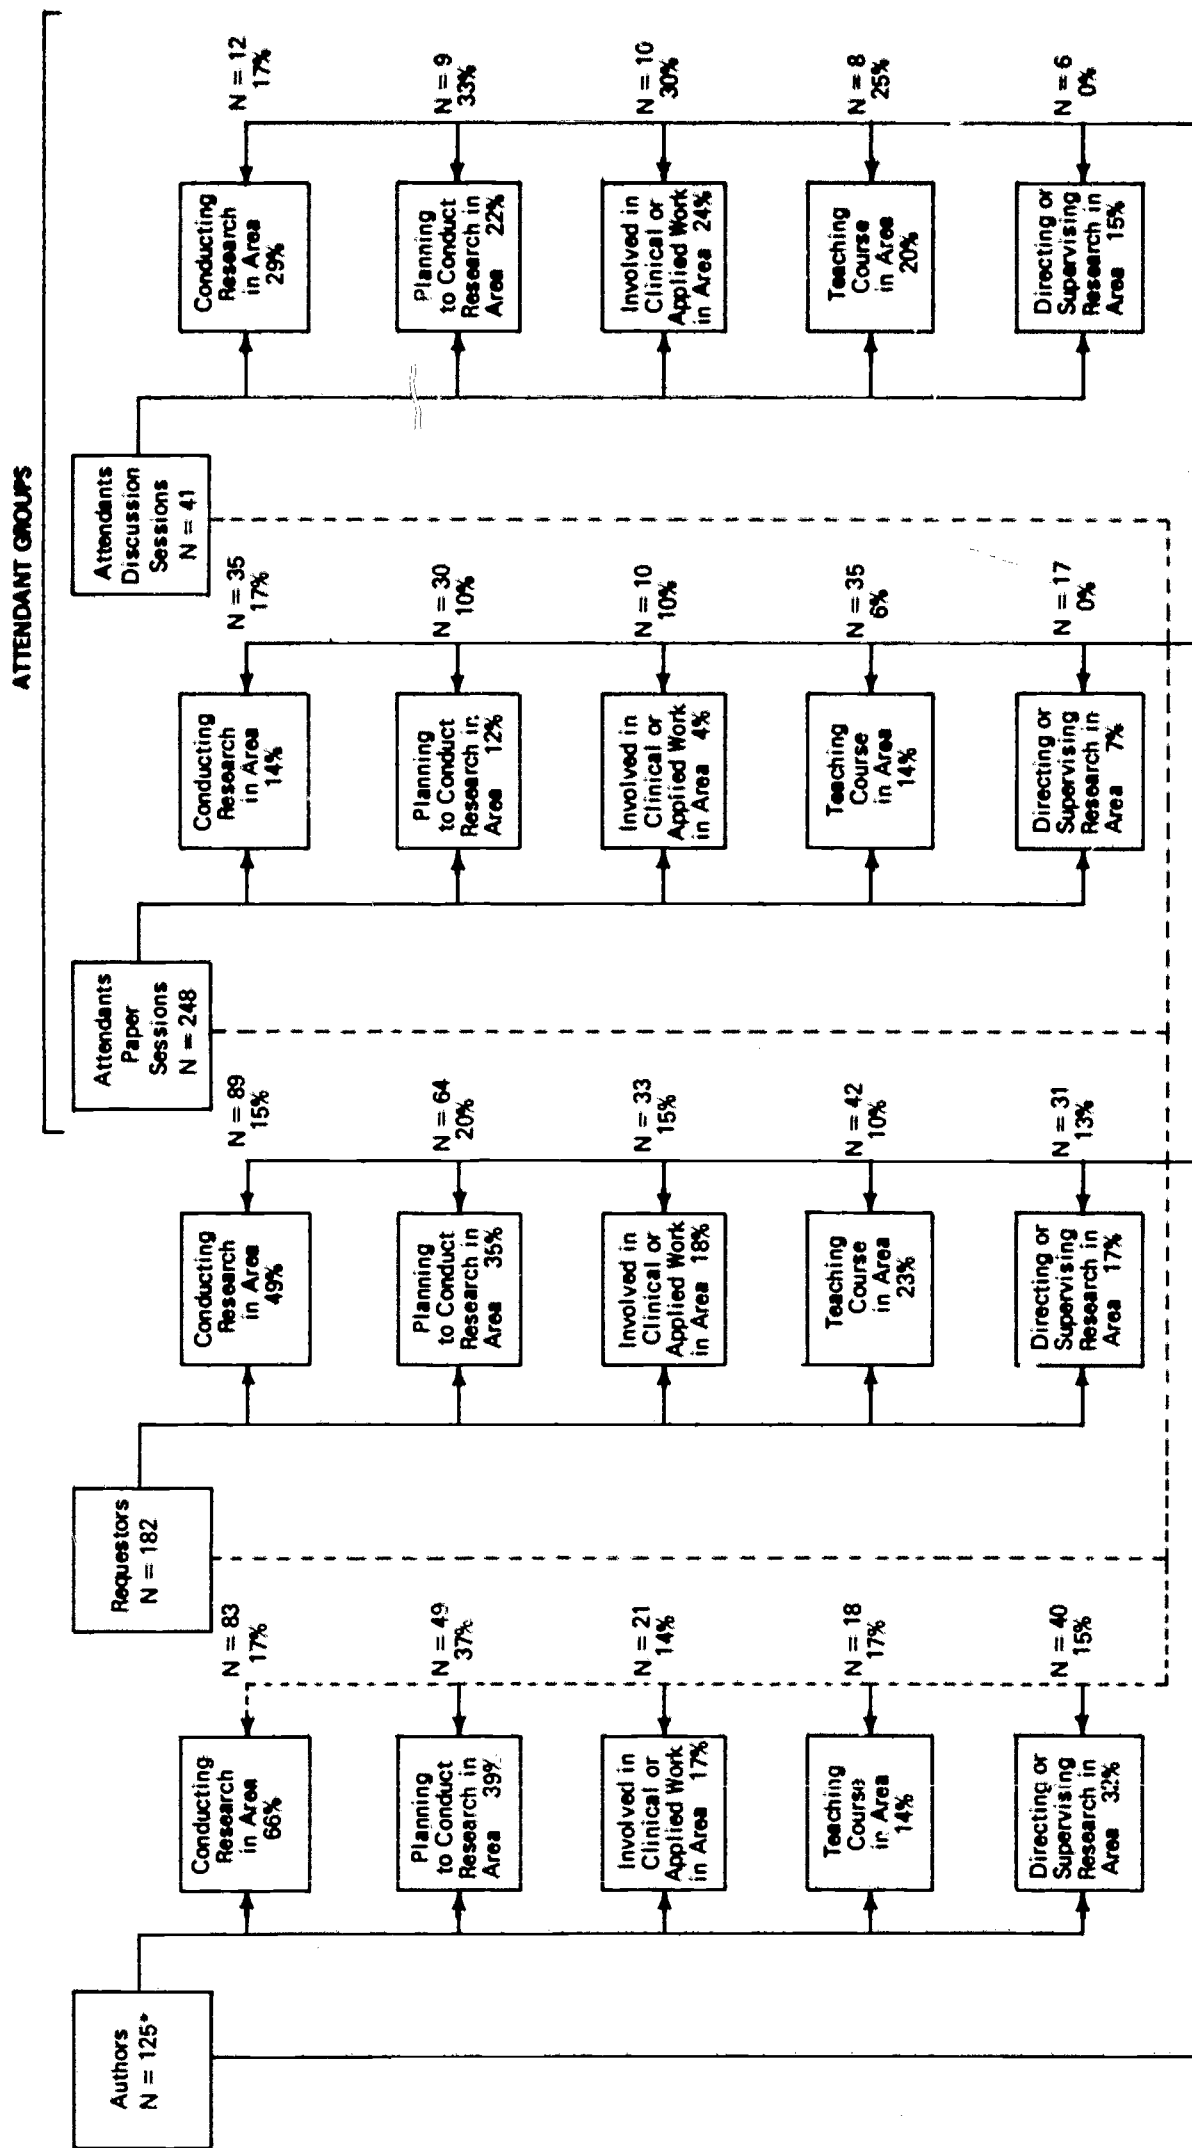 ATTENDANT GROUPS
Authors
N = 125*
Conducting
Research
in Area
66%
N = 83
17%
Planning
to Conduct
Research in
Area 39%
N = 49
37%
Involved in
Clinical or
Applied Work
in Area 17%
N = 21
14%
Teaching
Course
in Area
14%
N = 18
17%
Directing or
Supervising
Research in
Area 32%
N = 40
15%
Requestors
N = 182
Conducting
Research
in Area
49%
N = 89
15%
Planning
to Conduct
Research in
Area 35%
N = 64
20%
Involved in
Clinical or
Applied Work
in Area 18%
N = 33
15%
Teaching
Course
in Area
23%
N = 42
10%
Directing or
Supervising
Research in
Area 17%
N = 31
13%
Attendants
Paper
Sessions
N = 248
Conducting
Research
in Area
14%
N = 35
17%
Planning
to Conduct
Research in
Area 12%
N = 30
10%
Involved in
Clinical or
Applied Work
in Area 4%
N = 10
10%
Teaching
Course
in Area
14%
N = 35
6%
Directing or
Supervising
Research in
Area 7%
N = 17
0%
Attendants
Discussion
Sessions
N = 41
Conducting
Research
in Area
29%
N = 12
17%
Planning
to Conduct
Research in
Area 22%
N = 9
33%
Involved in
Clinical or
Applied Work
in Area 24%
N = 10
30%
Teaching
Course
in Area
20%
N = 8
25%
Directing or
Supervising
Research in
Area 15%
N = 6
0%